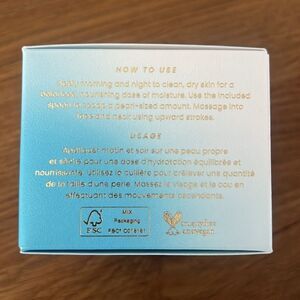 HOW TO USE
Apply morning and night to clean, dry skin for a
balanced, nourishing dose of moisture. Use the included
spoon to scoop a pearl-sized amount. Massage into
face and neck using upward strokes.
USAGE
Appliquer matin et soir sur une peau propre
et sèche pour une dose d'hydratation équilibrée et
nourrissante. utilisez la cuillère pour prélever une quantité
de la taille d'une perle. Massez le visage et le cou en
effectuant des mouvements ascendants.
FSC
MIX
Packaging